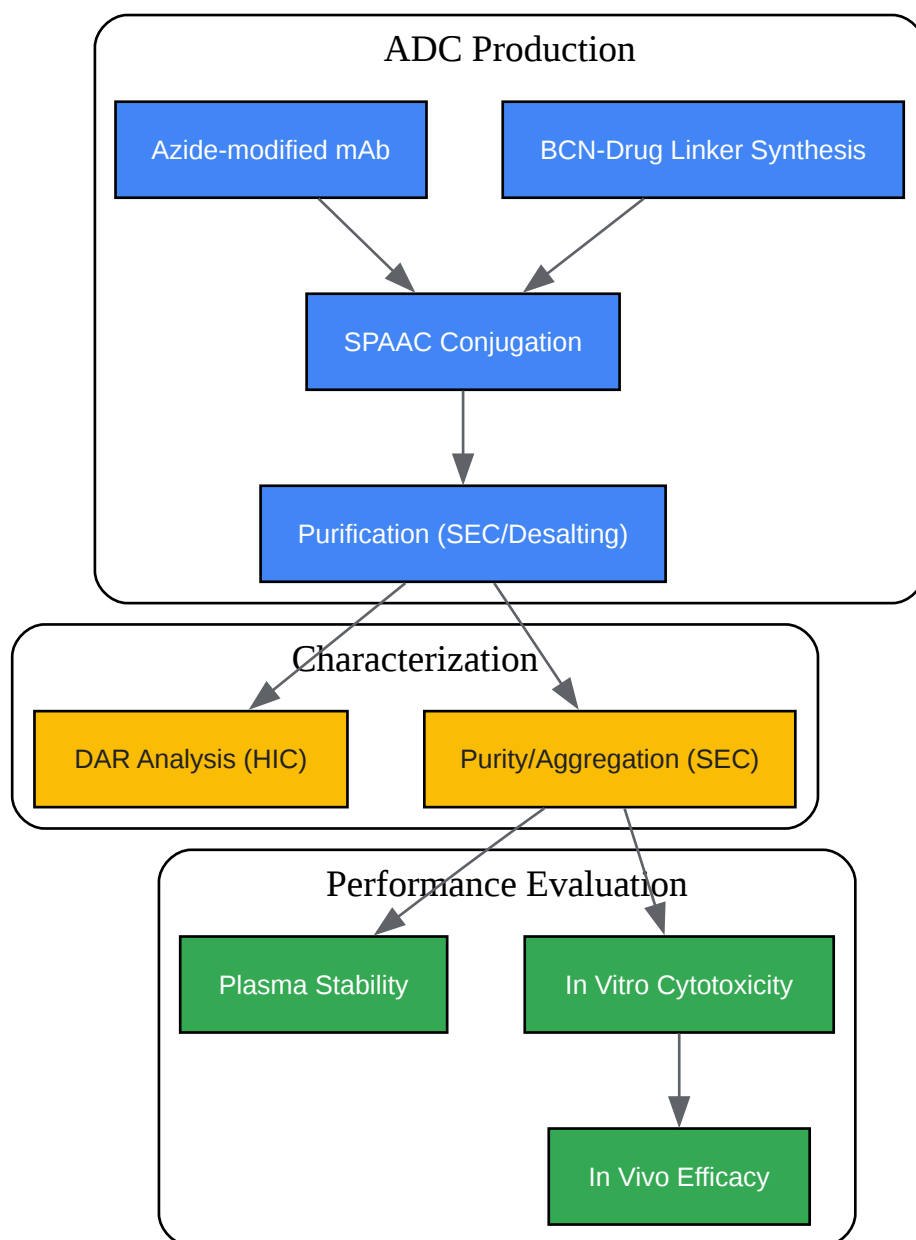 ADC Production
Azide-modified mAb
BCN-Drug Linker Synthesis
SPAAC Conjugation
Purification (SEC/Desalting)
Characterization
DAR Analysis (HIC)
Purity/Aggregation (SEC)
Performance Evaluation
Plasma Stability
In Vitro Cytotoxicity
In Vivo Efficacy